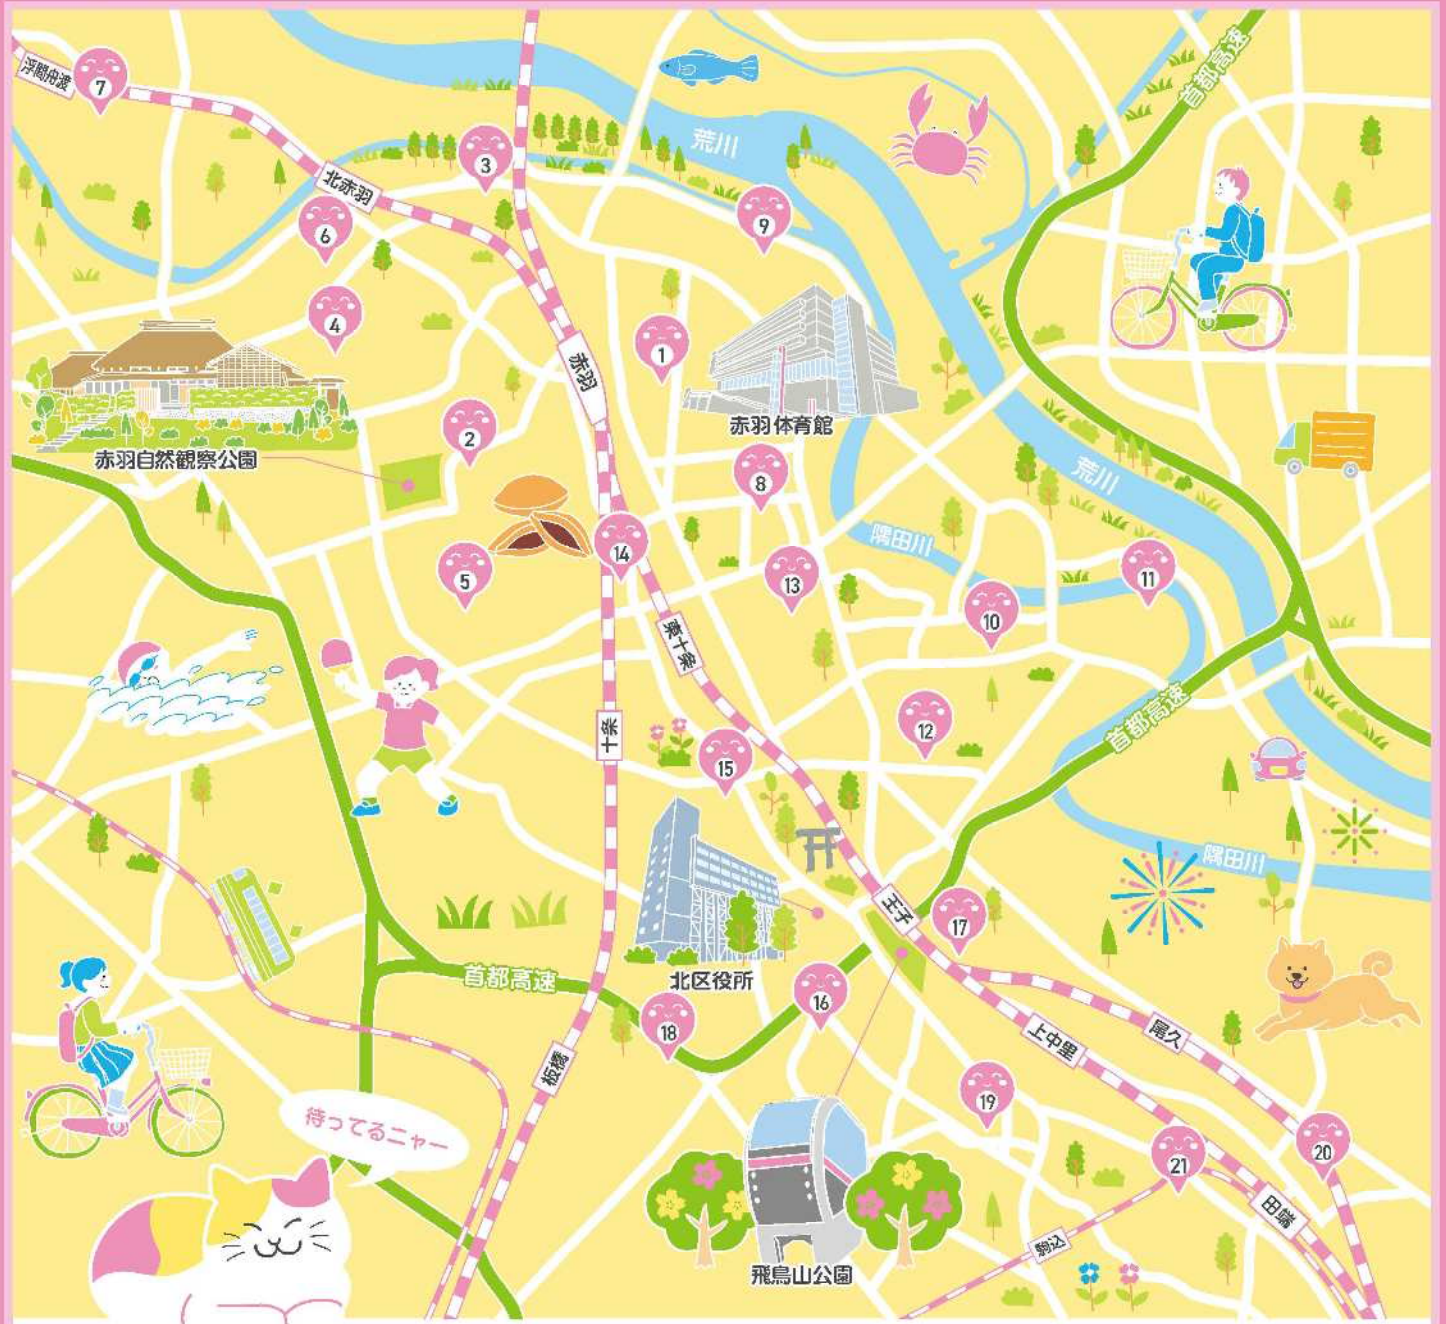 首都高速
浮間舟渡
7
荒川
3
北赤羽
9
6
4
1
赤羽
2
赤羽体育館
赤羽自然観察公園
8
荒川
14
隅田川
5
13
11
10
東十条
十条
12
首都高速
15
隅田川
王子
17
北区役所
首都高速
16
18
尾久
上中里
板橋
19
待ってるニャー
20
21
田端
駒込
飛鳥山公園